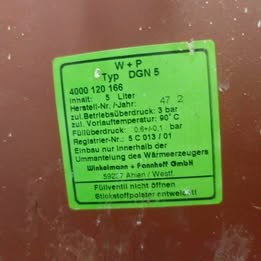 W + P
Typ DGN 5
4000 120 166
Inhalt: 5 Liter
Herstell-Nr./-Jahr: 47 2
zul. Betriebsüberdruck: 3 bar
zul. Vorlauftemperatur: 90°C
Füllüberdruck: 0,6+/-0,1 bar
Registrier-Nr.: 5 C 013 / 01
Einbau nur innerhalb der
Ummantelung des Wärmeerzeugers
Winkelmann + Pannhoff GmbH
59227 Ahlen / Westf.
Füllventil nicht öffnen
Stickstoffpolster entweicht!